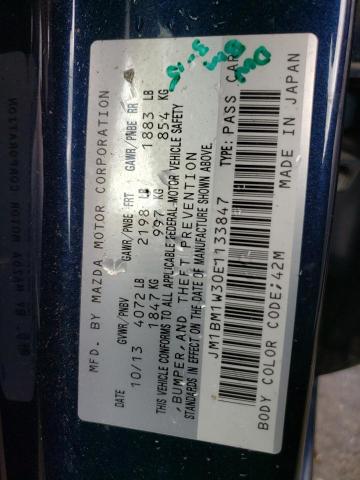 MFD. BY MAZDA MOTOR CORPORATION
DATE GVWR/PNBV GAWR/PNBE FRT GAWR/PNBE RR
10/13 4072 LB 2198 LB 1883 LB
1847 KG 997 KG 854 KG
THIS VEHICLE CONFORMS TO ALL APPLICABLE FEDERAL MOTOR VEHICLE SAFETY
, BUMPER, AND THEFT PREVENTION
STANDARDS IN EFFECT ON THE DATE OF MANUFACTURE SHOWN ABOVE.
JM1BM1W30E1133847 TYPE: PASS CAR
BODY COLOR CODE;42M MADE IN JAPAN